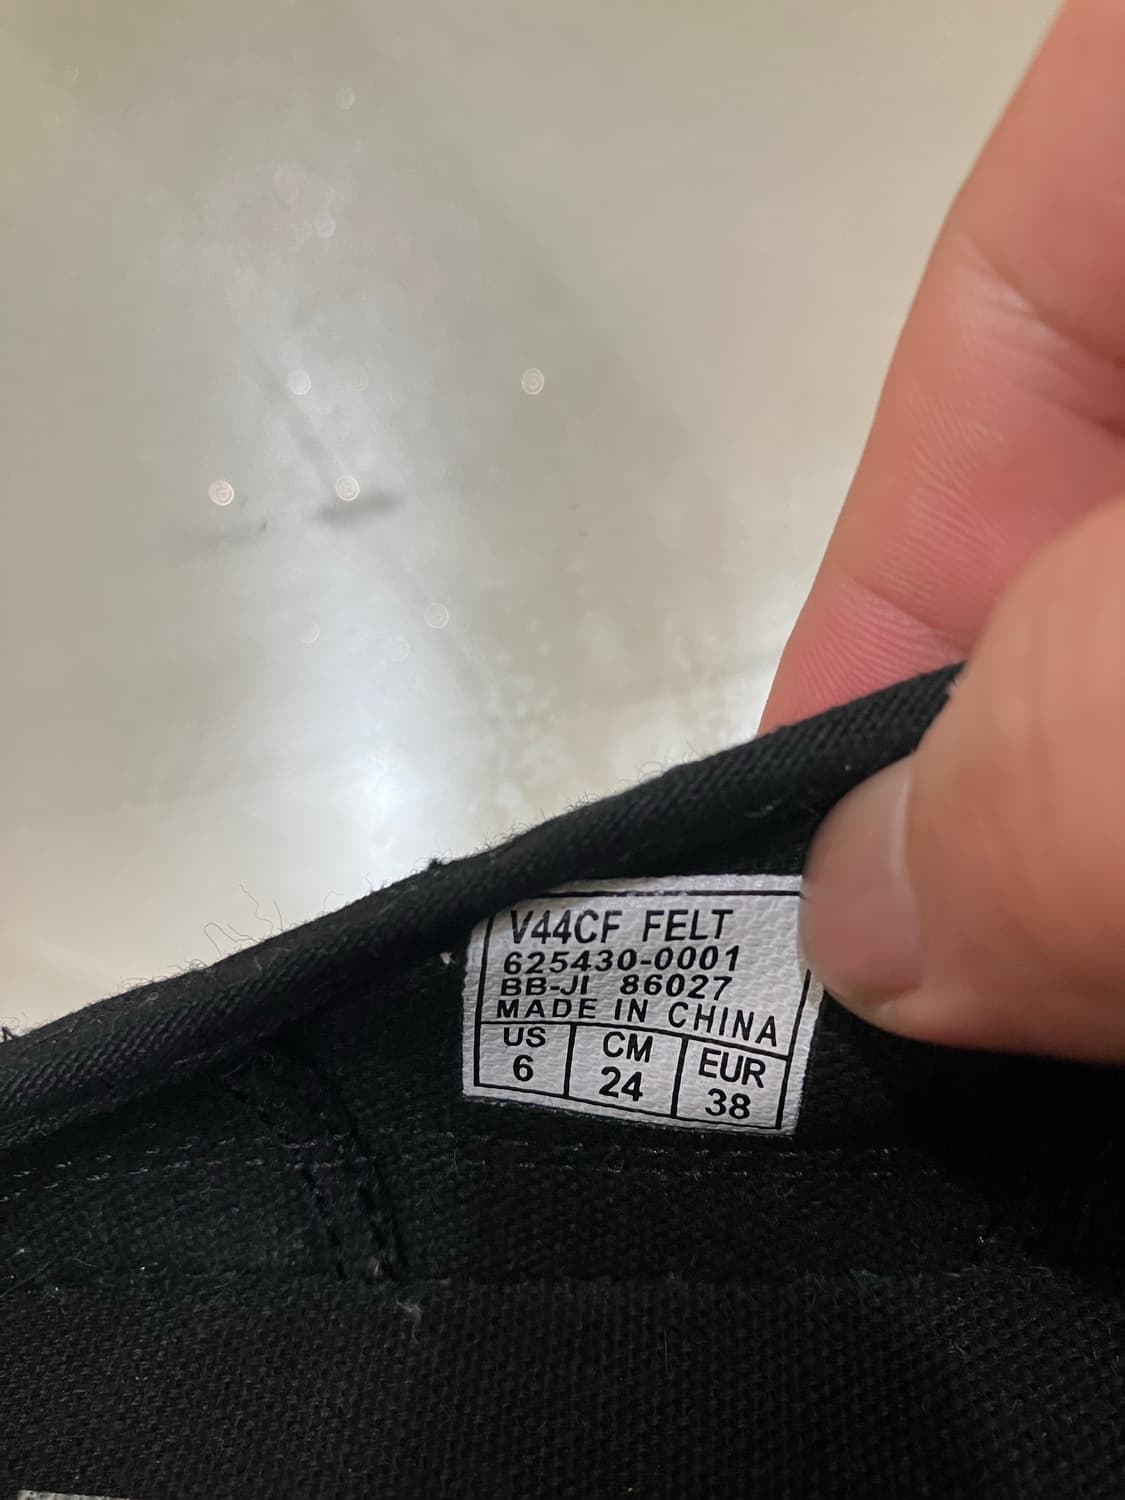 V44CF FELT
625430-0001
BB-JI 86027
MADE IN CHINA
US CM EUR
6 24 38